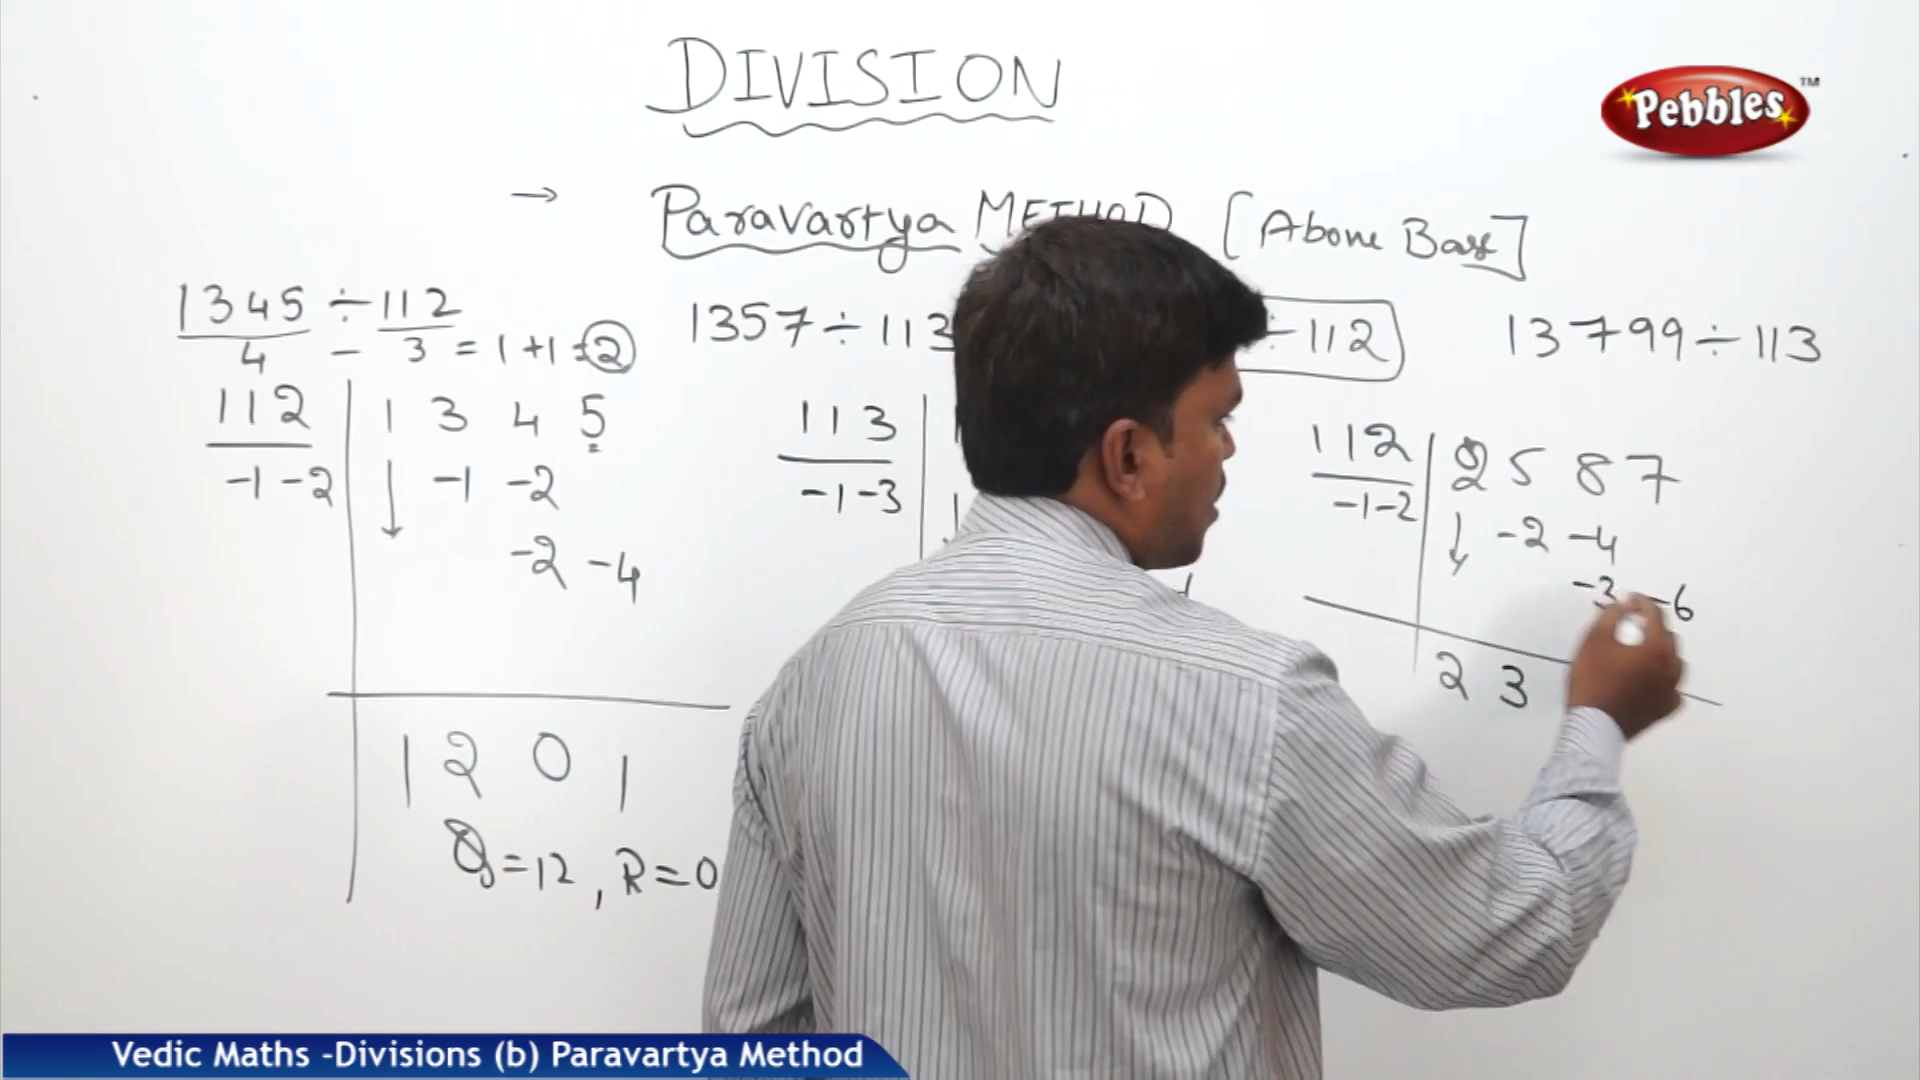 DIVISION
Pebbles™
→ Paravartya METHOD [Above Base]
1345 ÷ 112
4 - 3 = 1 + 1 = 2
1357 ÷ 113
÷ 112
13799 ÷ 113
112 1 3 4 5
-1 -2 ↓ -1 -2
-2 -4
1 2 0 1
Q = 12, R = 0
113
-1 -3
112 2 5 8 7
-1 -2 ↓ -2 -4
-3 -6
2 3
Vedic Maths -Divisions (b) Paravartya Method